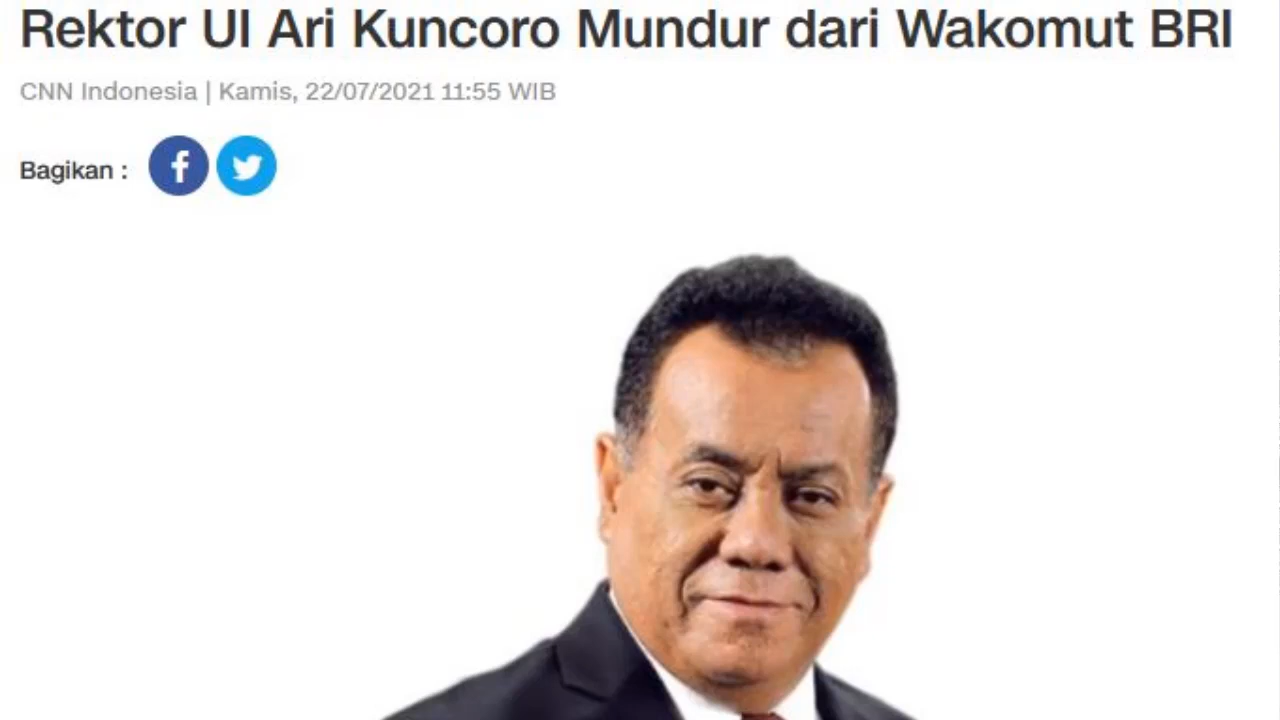 Rektor UI Ari Kuncoro Mundur dari Wakomut BRI
CNN Indonesia | Kamis, 22/07/2021 11:55 WIB
Bagikan :